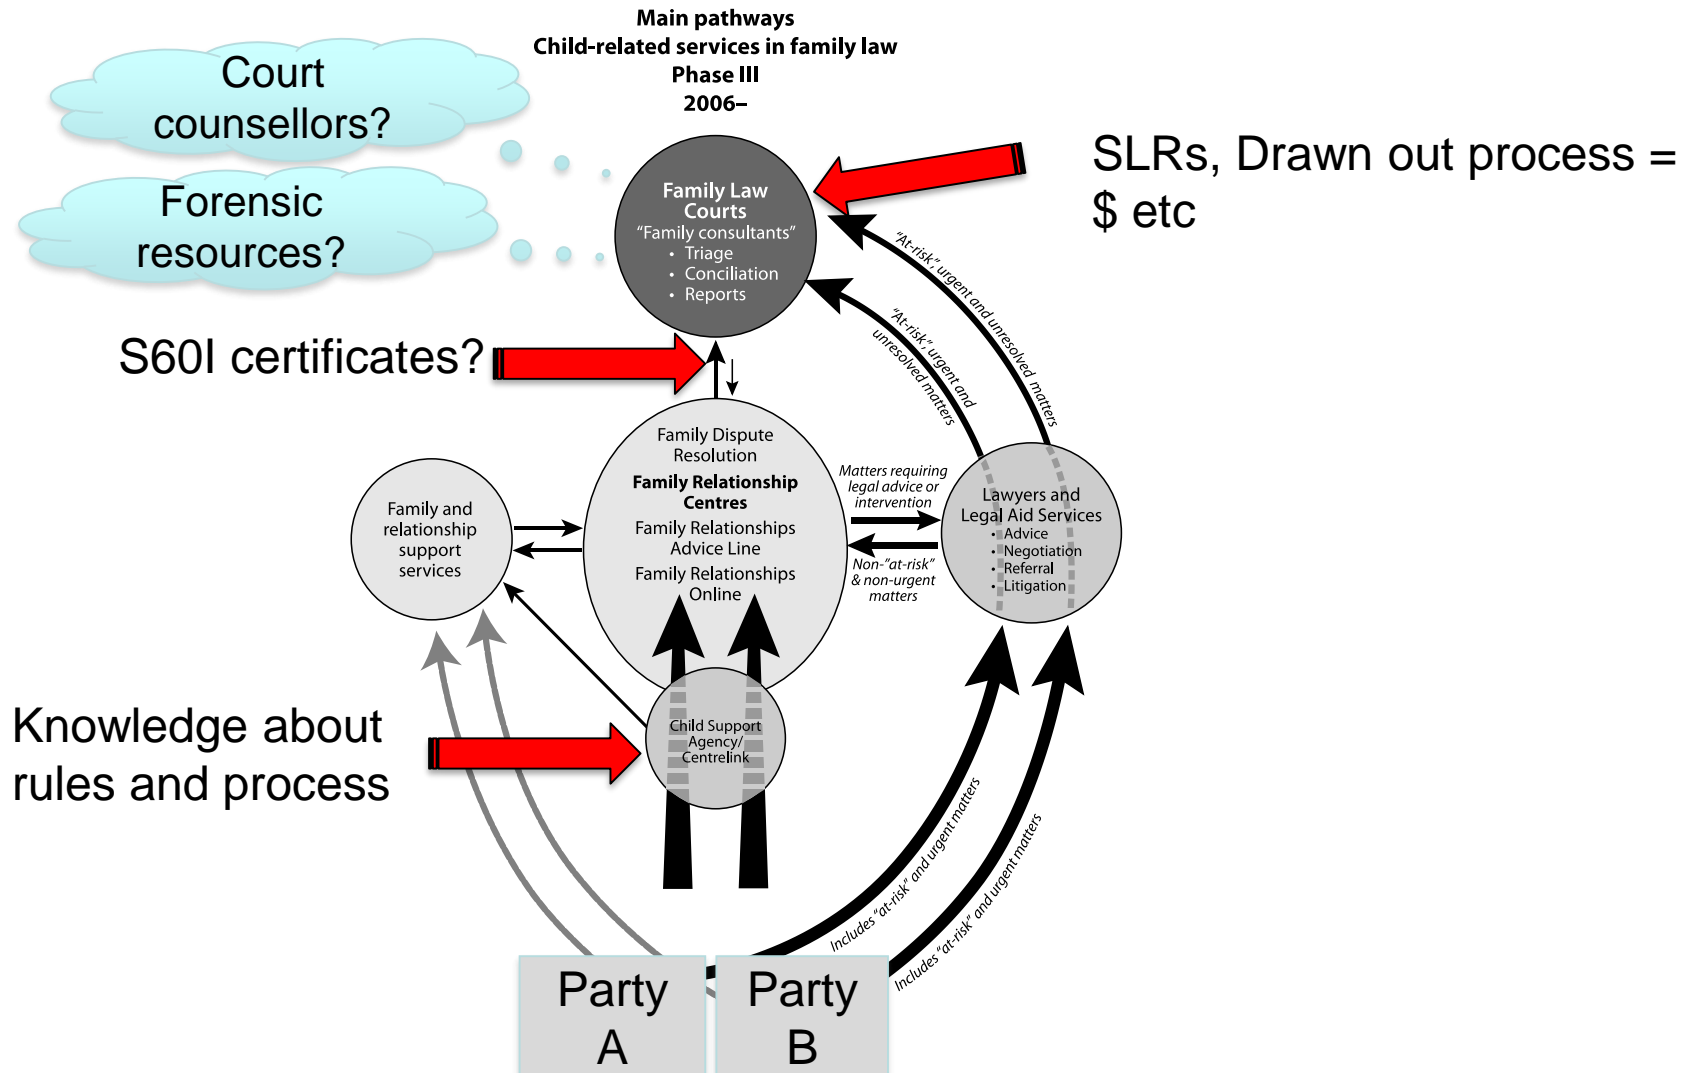 Main pathways
Child-related services in family law
Phase III
2006–
Court
counsellors?
Forensic
resources?
SLRs, Drawn out process =
$ etc
Family Law
Courts
“Family consultants”
• Triage
• Conciliation
• Reports
S60I certificates?
"At-risk", urgent and
unresolved matters
"At-risk", urgent and unresolved matters
Family Dispute
Resolution
Family Relationship
Centres
Family Relationships
Advice Line
Family Relationships
Online
Family and
relationship
support
services
Matters requiring
legal advice or
intervention
Non-"at-risk"
& non-urgent
matters
Lawyers and
Legal Aid Services
• Advice
• Negotiation
• Referral
• Litigation
Knowledge about
rules and process
Child Support
Agency/
Centrelink
Includes "at-risk" and urgent matters
Includes "at-risk" and urgent matters
Party
A
Party
B